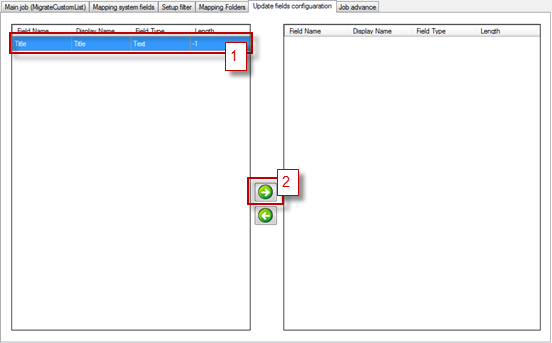 Main job (MigrateCustomList) Mapping system fields Setup filter Mapping Folders Update fields configuaration Job advance
Field Name Display Name Field Type Length
Title Title Text -1
1
Field Name Display Name Field Type Length
2